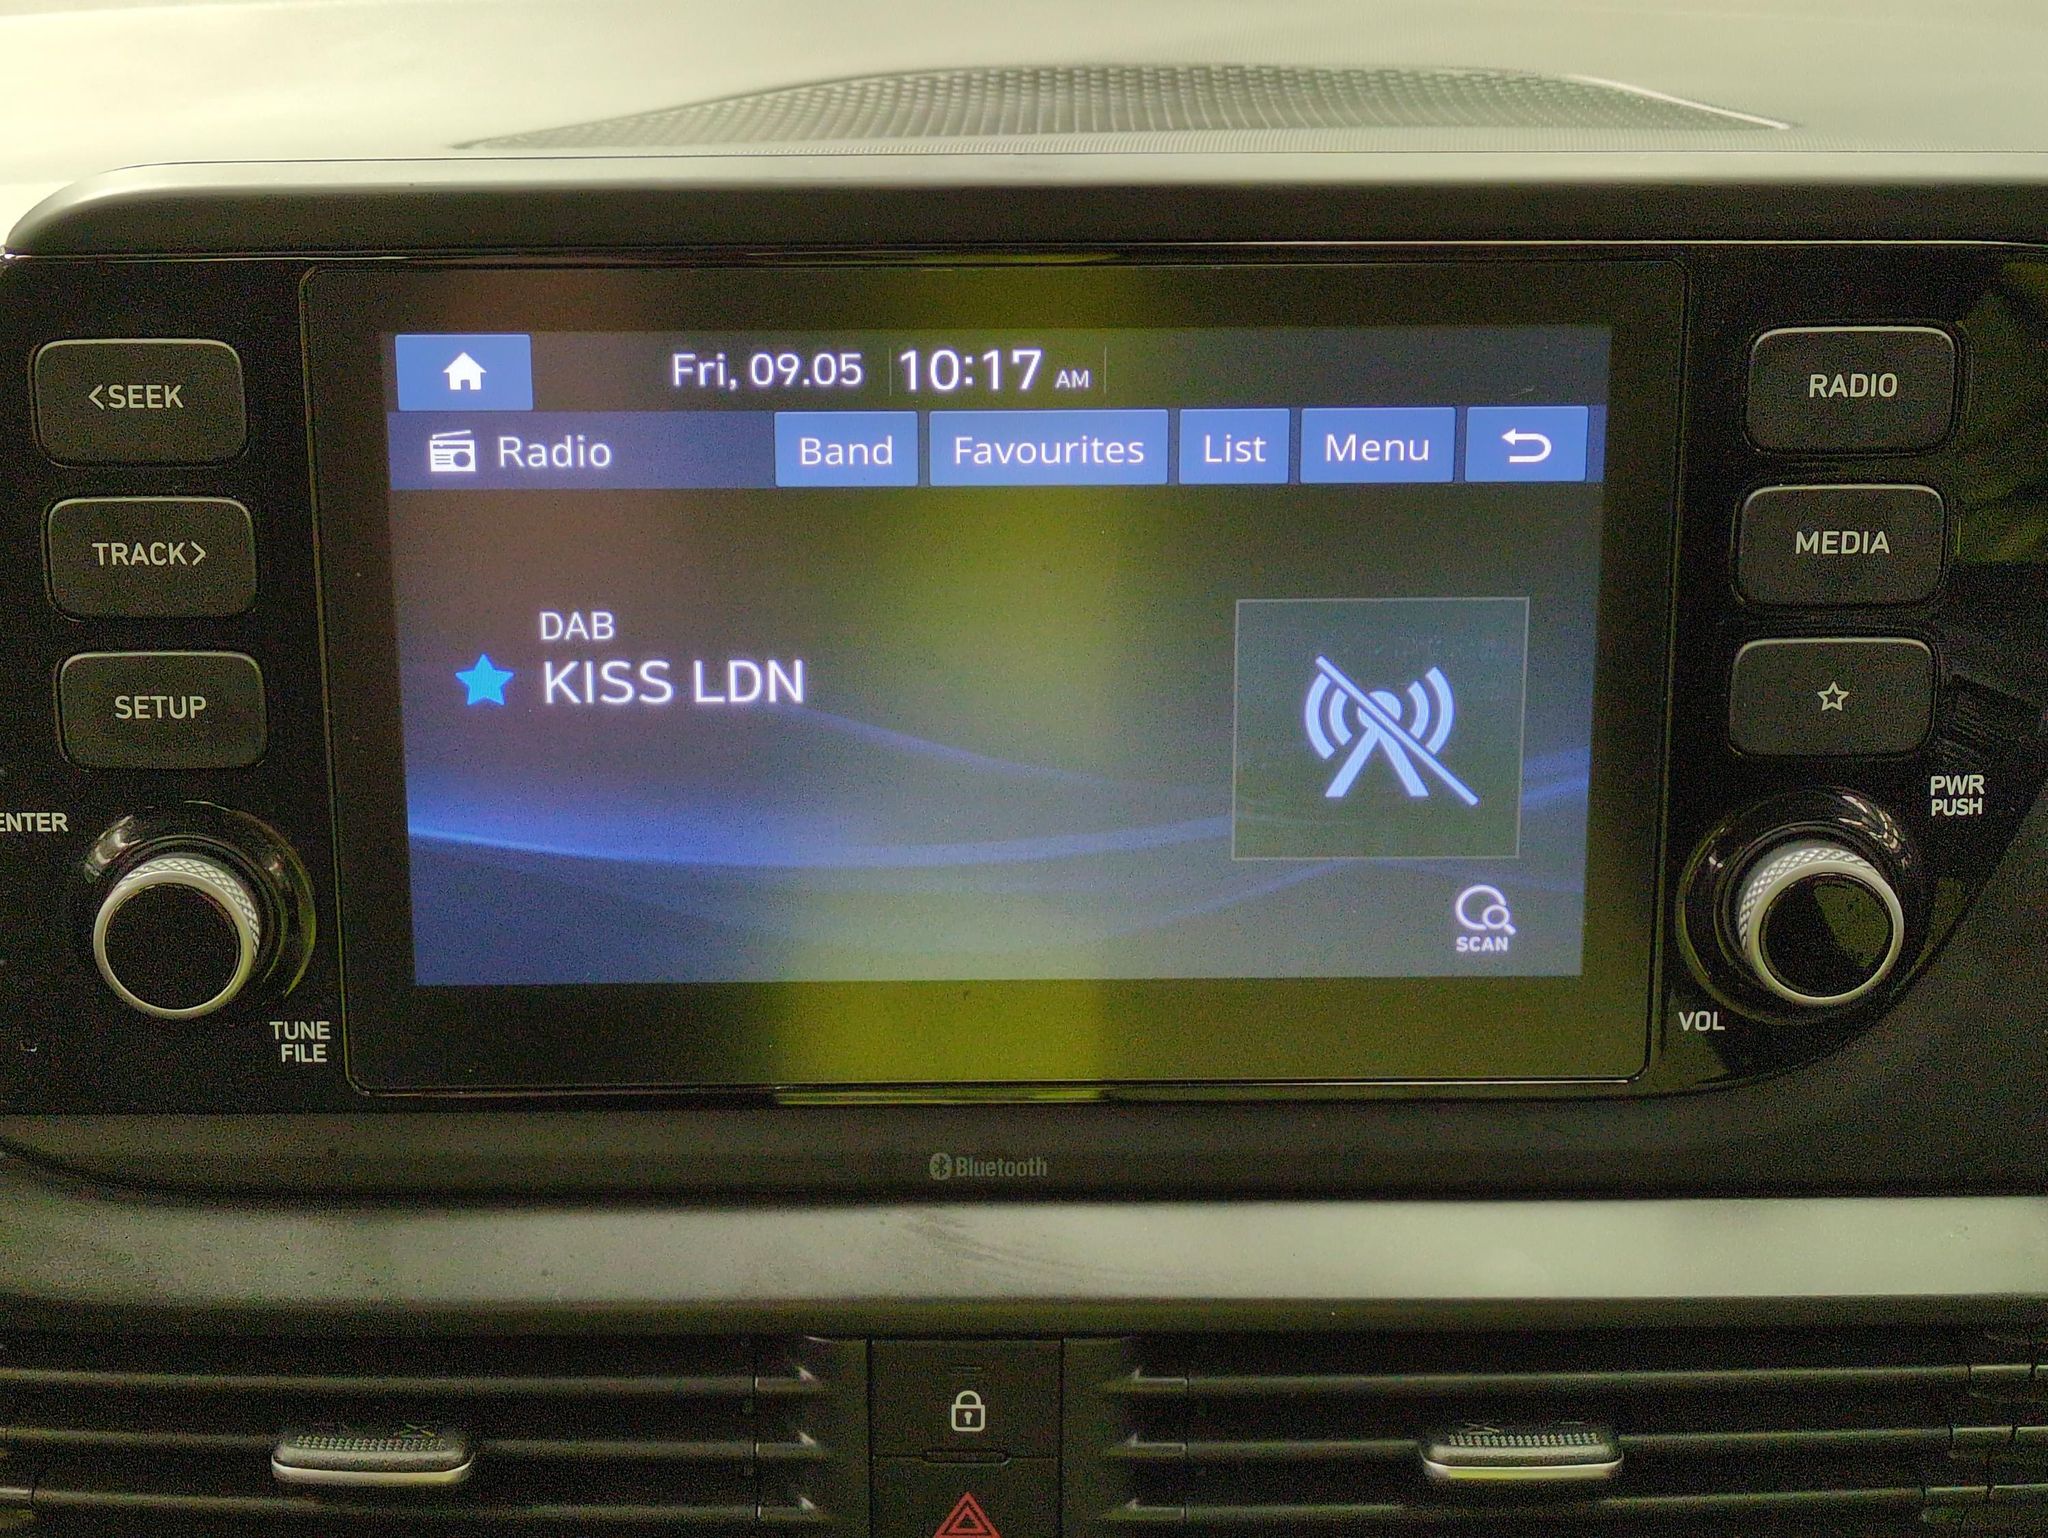 Fri, 09.05 10:17 AM
Radio Band Favourites List Menu
DAB
KISS LDN
SCAN
<SEEK
TRACK>
SETUP
ENTER
TUNE
FILE
RADIO
MEDIA
PWR
PUSH
VOL
Bluetooth